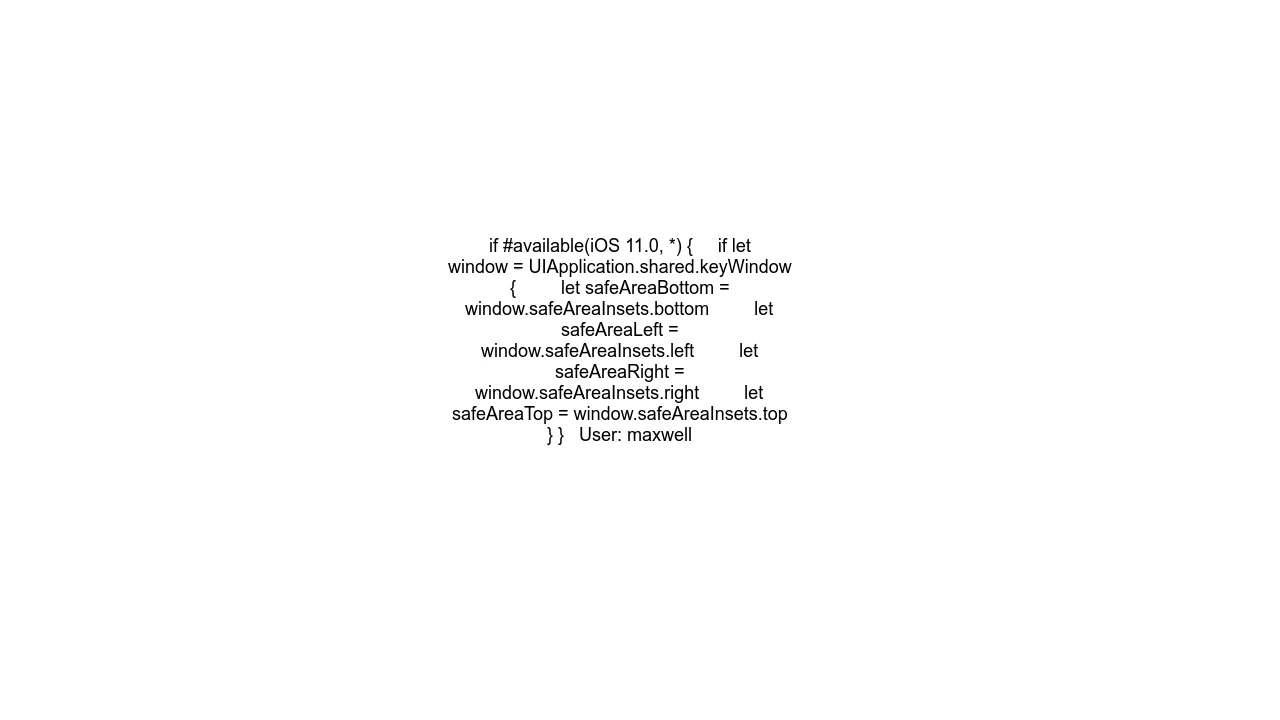 if #available(iOS 11.0, *) {     if let
window = UIApplication.shared.keyWindow
{         let safeAreaBottom =
window.safeAreaInsets.bottom         let
safeAreaLeft =
window.safeAreaInsets.left         let
safeAreaRight =
window.safeAreaInsets.right         let
safeAreaTop = window.safeAreaInsets.top
} }   User: maxwell